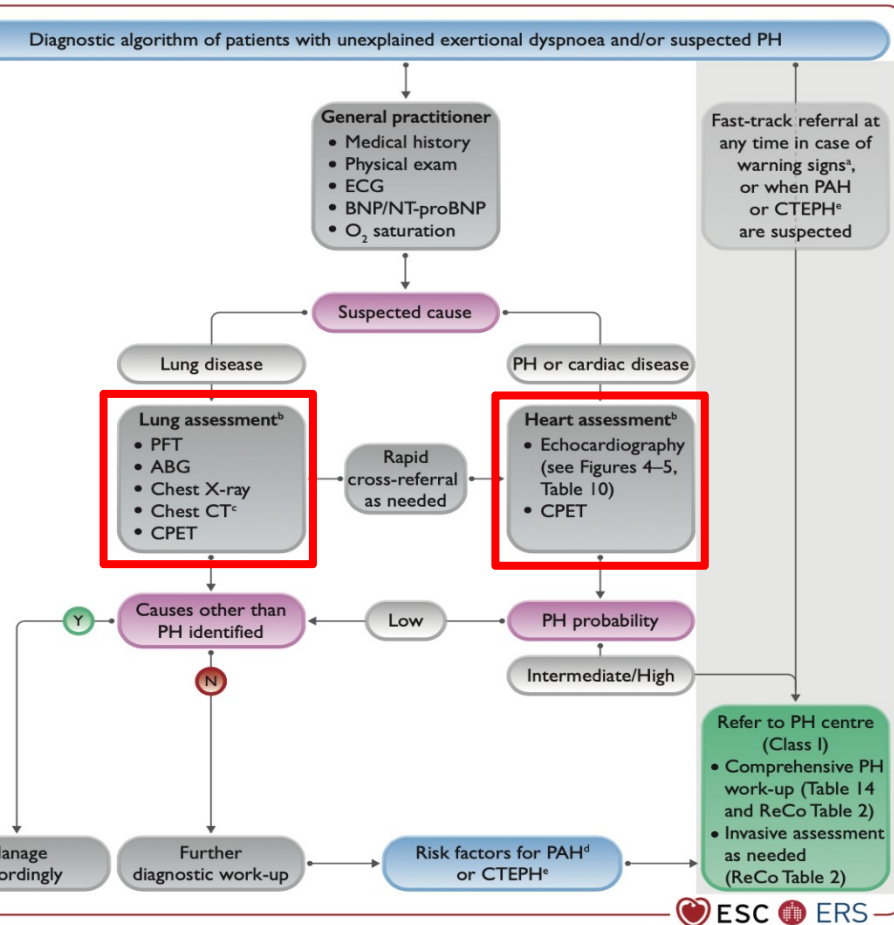 Diagnostic algorithm of patients with unexplained exertional dyspnoea and/or suspected PH
General practitioner
• Medical history
• Physical exam
• ECG
• BNP/NT-proBNP
• O₂ saturation
Fast-track referral at
any time in case of
warning signsᵃ,
or when PAH
or CTEPHᵉ
are suspected
Suspected cause
Lung disease
PH or cardiac disease
Lung assessmentᵇ
• PFT
• ABG
• Chest X-ray
• Chest CTᶜ
• CPET
Rapid
cross-referral
as needed
Heart assessmentᵇ
• Echocardiography
(see Figures 4–5,
Table 10)
• CPET
Y
Causes other than
PH identified
Low
PH probability
N
Intermediate/High
Refer to PH centre
(Class I)
• Comprehensive PH
work-up (Table 14
and ReCo Table 2)
• Invasive assessment
as needed
(ReCo Table 2)
anage
ordingly
Further
diagnostic work-up
Risk factors for PAHᵈ
or CTEPHᵉ
ESC ERS